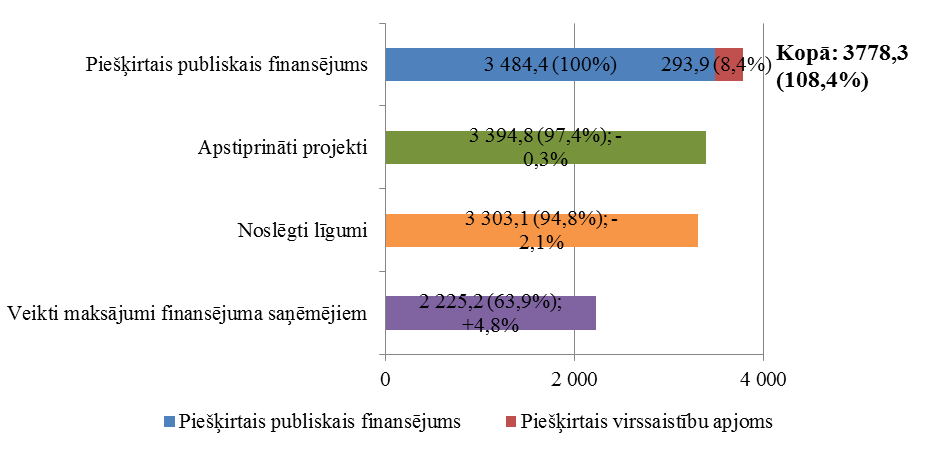 Piešķirtais publiskais finansējums
3 484,4 (100%)
293,9 (8,4%)
Kopā: 3778,3
(108,4%)
Apstiprināti projekti
3 394,8 (97,4%); -
0,3%
Noslēgti līgumi
3 303,1 (94,8%); -
2,1%
Veikti maksājumi finansējuma saņēmējiem
2 225,2 (63,9%);
+4,8%
0
2 000
4 000
Piešķirtais publiskais finansējums
Piešķirtais virssaistību apjoms